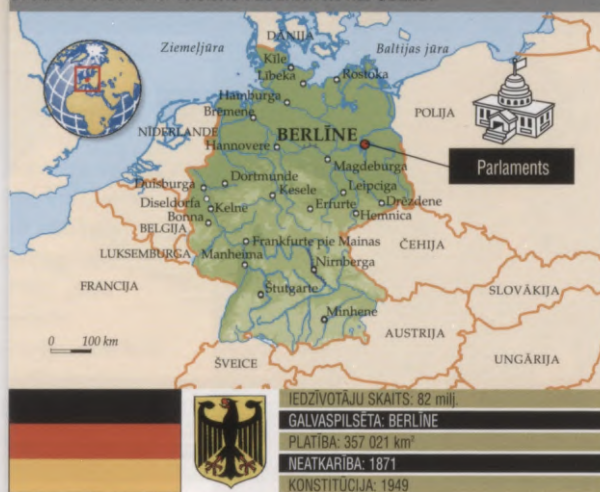 DĀNIJA
Ziemeļjūra
Baltijas jūra
Ķīle
Lībeka
Rostoka
Hamburga
Brēmene
POLIJA
NĪDERLANDE
BERLĪNE
Hannovere
Magdeburga
Parlaments
Duisburga
Dortmunde
Kesele
Leipciga
Diseldorfa
Ķelne
Erfurte
Drēzdene
Bonna
Hemnica
BEĻĢIJA
Frankfurte pie Mainas
ČEHIJA
LUKSEMBURGA
Manheima
Nirnberga
FRANCIJA
SLOVĀKIJA
Štutgarte
Minhene
AUSTRIJA
0 100 km
ŠVEICE
UNGĀRIJA
IEDZĪVOTĀJU SKAITS: 82 milj.
GALVASPILSĒTA: BERLĪNE
PLATĪBA: 357 021 km²
NEATKARĪBA: 1871
KONSTITŪCIJA: 1949